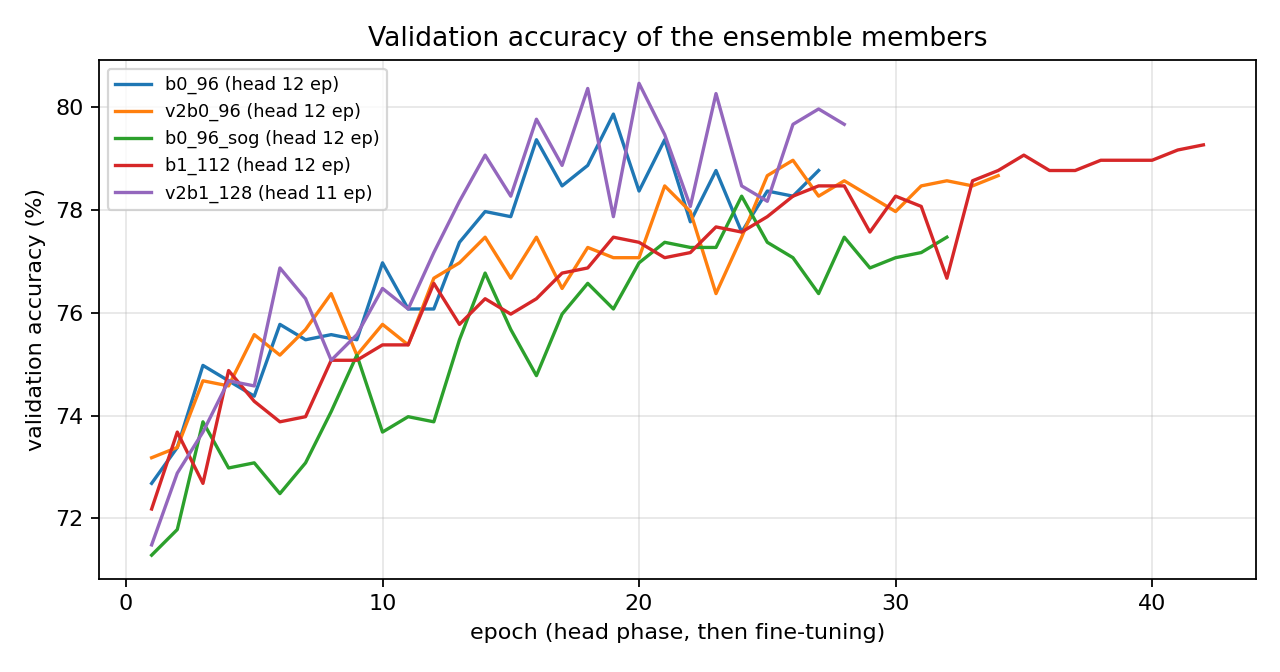 Validation accuracy of the ensemble members
b0_96 (head 12 ep)
v2b0_96 (head 12 ep)
b0_96_sog (head 12 ep)
b1_112 (head 12 ep)
v2b1_128 (head 11 ep)
validation accuracy (%)
80
78
76
74
72
0 10 20 30 40
epoch (head phase, then fine-tuning)